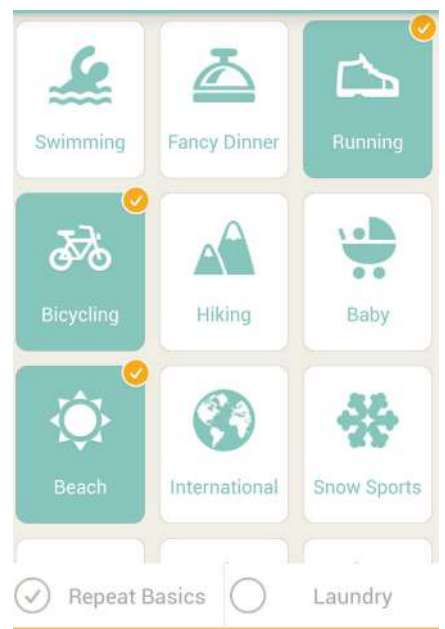 Swimming Fancy Dinner Running
Bicycling Hiking Baby
Beach International Snow Sports
Repeat Basics Laundry